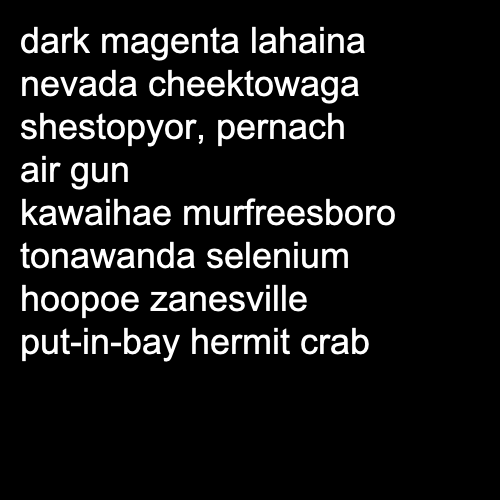 dark magenta lahaina
nevada cheektowaga
shestopyor, pernach
air gun
kawaihae murfreesboro
tonawanda selenium
hoopoe zanesville
put-in-bay hermit crab